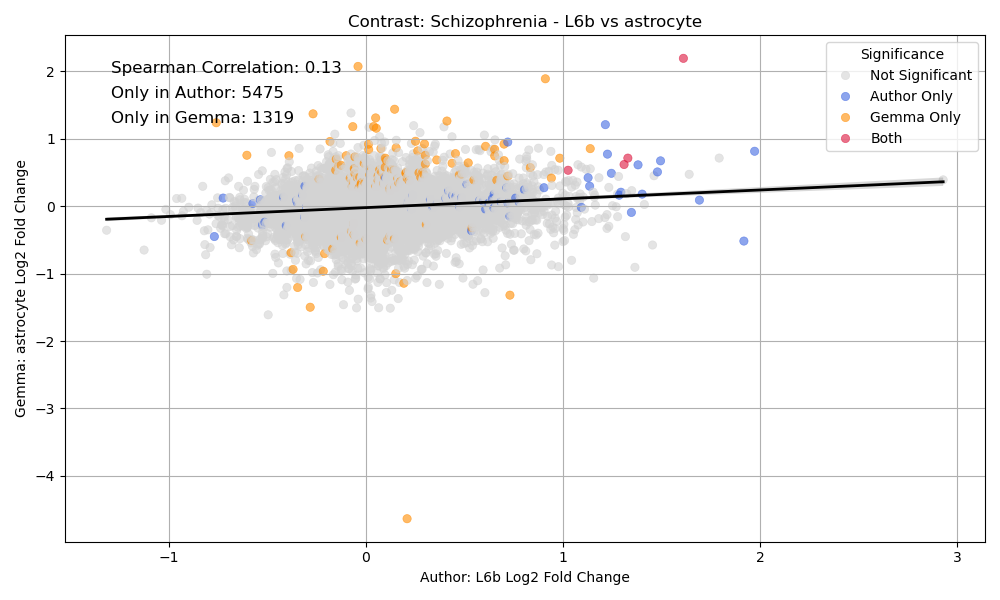 Contrast: Schizophrenia - L6b vs astrocyte
Spearman Correlation: 0.13
Only in Author: 5475
Only in Gemma: 1319
Significance
Not Significant
Author Only
Gemma Only
Both
Gemma: astrocyte Log2 Fold Change
2
1
0
−1
−2
−3
−4
−1
0
1
2
3
Author: L6b Log2 Fold Change